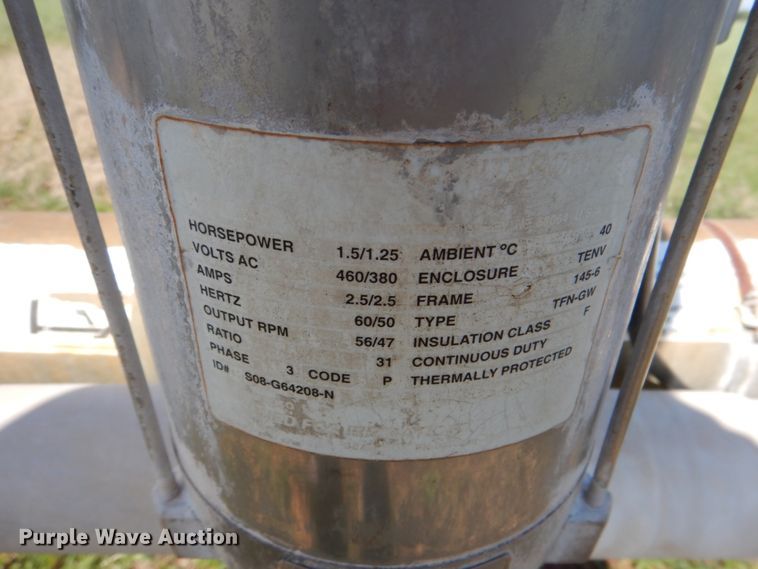 HORSEPOWER 1.5/1.25 AMBIENT ºC 40
VOLTS AC 460/380 ENCLOSURE TENV
AMPS 2.5/2.5 FRAME 145-6
HERTZ 60/50 TYPE TFN-GW
OUTPUT RPM 56/47 INSULATION CLASS F
RATIO 31 CONTINUOUS DUTY
PHASE 3 CODE P THERMALLY PROTECTED
ID# S08-G64208-N
Purple Wave Auction